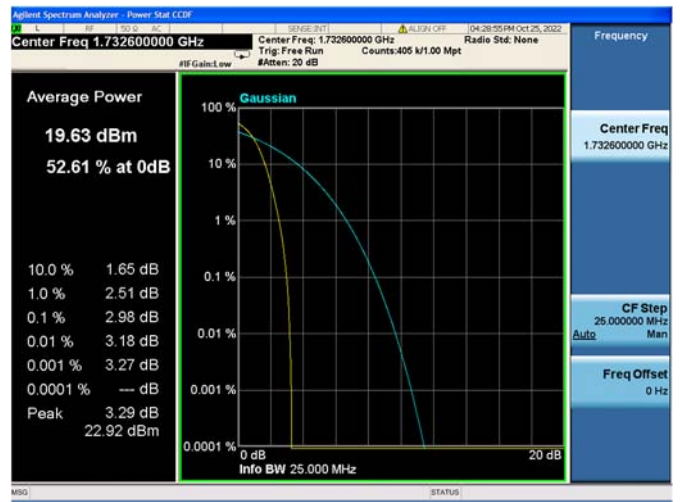 Agilent Spectrum Analyzer - Power Stat CCDF
L RF 50 Ω AC SENSE:INT ALIGN OFF 04:28:55 PM Oct 25, 2022
Center Freq 1.732600000 GHz
Center Freq: 1.732600000 GHz Radio Std: None
Trig: Free Run Counts:405 k/1.00 Mpt
#IFGain:Low #Atten: 20 dB
Frequency
Average Power
19.63 dBm
52.61 % at 0dB
10.0 % 1.65 dB
1.0 % 2.51 dB
0.1 % 2.98 dB
0.01 % 3.18 dB
0.001 % 3.27 dB
0.0001 % --- dB
Peak 3.29 dB
22.92 dBm
Gaussian
100 %
10 %
1 %
0.1 %
0.01 %
0.001 %
0.0001 %
0 dB 20 dB
Info BW 25.000 MHz
Center Freq
1.732600000 GHz
CF Step
25.000000 MHz
Auto Man
Freq Offset
0 Hz
MSG STATUS